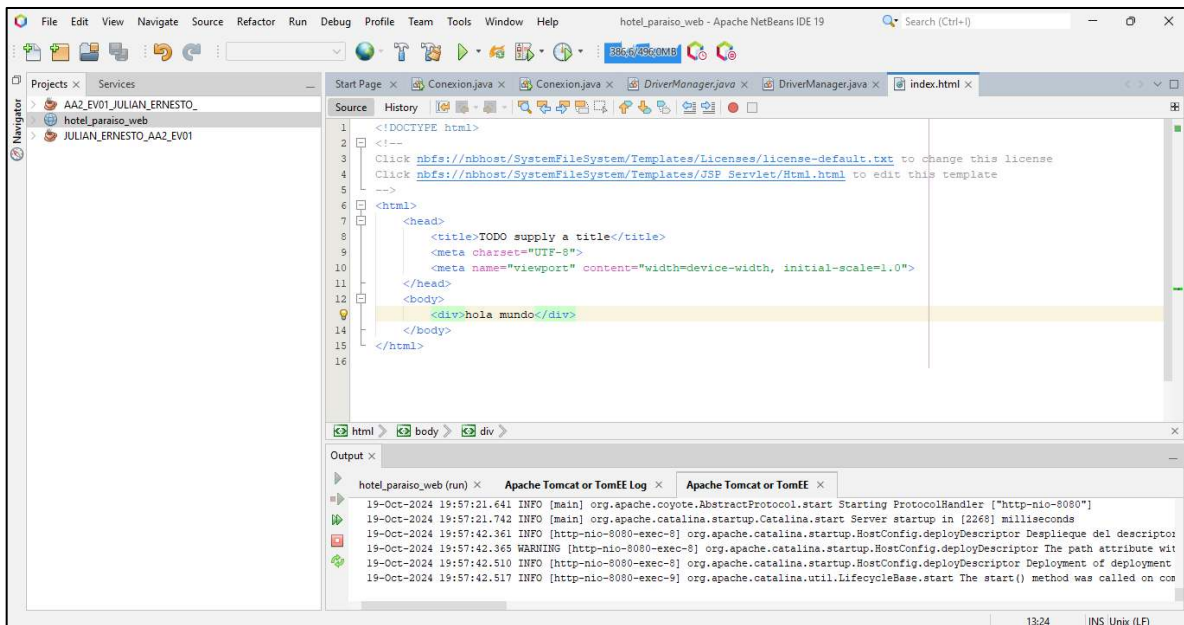 File Edit View Navigate Source Refactor Run Debug Profile Team Tools Window Help hotel_paraiso_web - Apache NetBeans IDE 19 Search (Ctrl+I)
386,6/496,0MB
Projects Services
Start Page Conexion.java Conexion.java DriverManager.java DriverManager.java index.html
Navigator
AA2_EV01_JULIAN_ERNESTO_
hotel_paraiso_web
JULIAN_ERNESTO_AA2_EV01
Source History
1 <!DOCTYPE html>
2 <!--
3 Click nbfs://nbhost/SystemFileSystem/Templates/Licenses/license-default.txt to change this license
4 Click nbfs://nbhost/SystemFileSystem/Templates/JSP_Servlet/Html.html to edit this template
5 -->
6 <html>
7 <head>
8 <title>TODO supply a title</title>
9 <meta charset="UTF-8">
10 <meta name="viewport" content="width=device-width, initial-scale=1.0">
11 </head>
12 <body>
<div>hola mundo</div>
14 </body>
15 </html>
16
html body div
Output
hotel_paraiso_web (run) Apache Tomcat or TomEE Log Apache Tomcat or TomEE
19-Oct-2024 19:57:21.641 INFO [main] org.apache.coyote.AbstractProtocol.start Starting ProtocolHandler ["http-nio-8080"]
19-Oct-2024 19:57:21.742 INFO [main] org.apache.catalina.startup.Catalina.start Server startup in [2268] milliseconds
19-Oct-2024 19:57:42.361 INFO [http-nio-8080-exec-8] org.apache.catalina.startup.HostConfig.deployDescriptor Despliegue del descriptor
19-Oct-2024 19:57:42.365 WARNING [http-nio-8080-exec-8] org.apache.catalina.startup.HostConfig.deployDescriptor The path attribute wit
19-Oct-2024 19:57:42.510 INFO [http-nio-8080-exec-8] org.apache.catalina.startup.HostConfig.deployDescriptor Deployment of deployment
19-Oct-2024 19:57:42.517 INFO [http-nio-8080-exec-9] org.apache.catalina.util.LifecycleBase.start The start() method was called on com
13:24 INS Unix (LF)